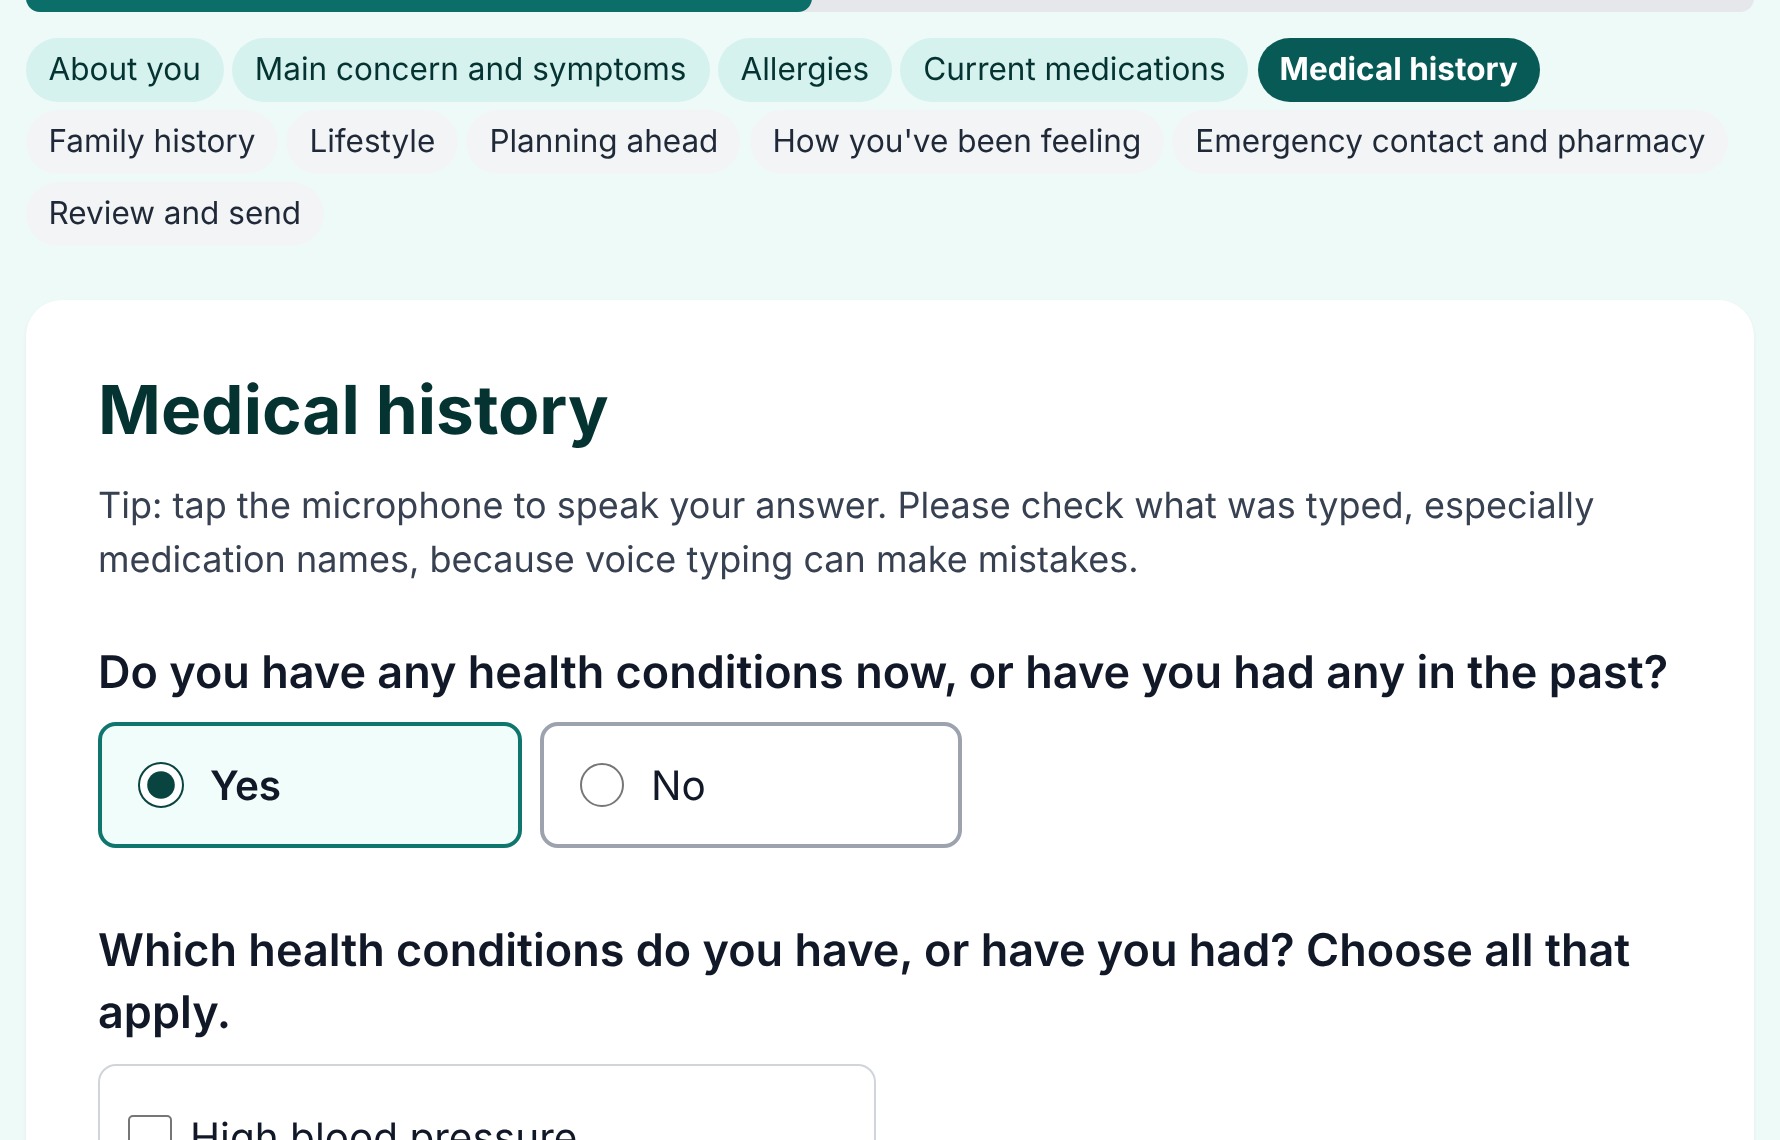 About you Main concern and symptoms Allergies Current medications Medical history
Family history Lifestyle Planning ahead How you've been feeling Emergency contact and pharmacy
Review and send
Medical history
Tip: tap the microphone to speak your answer. Please check what was typed, especially
medication names, because voice typing can make mistakes.
Do you have any health conditions now, or have you had any in the past?
Yes No
Which health conditions do you have, or have you had? Choose all that
apply.
High blood pressure